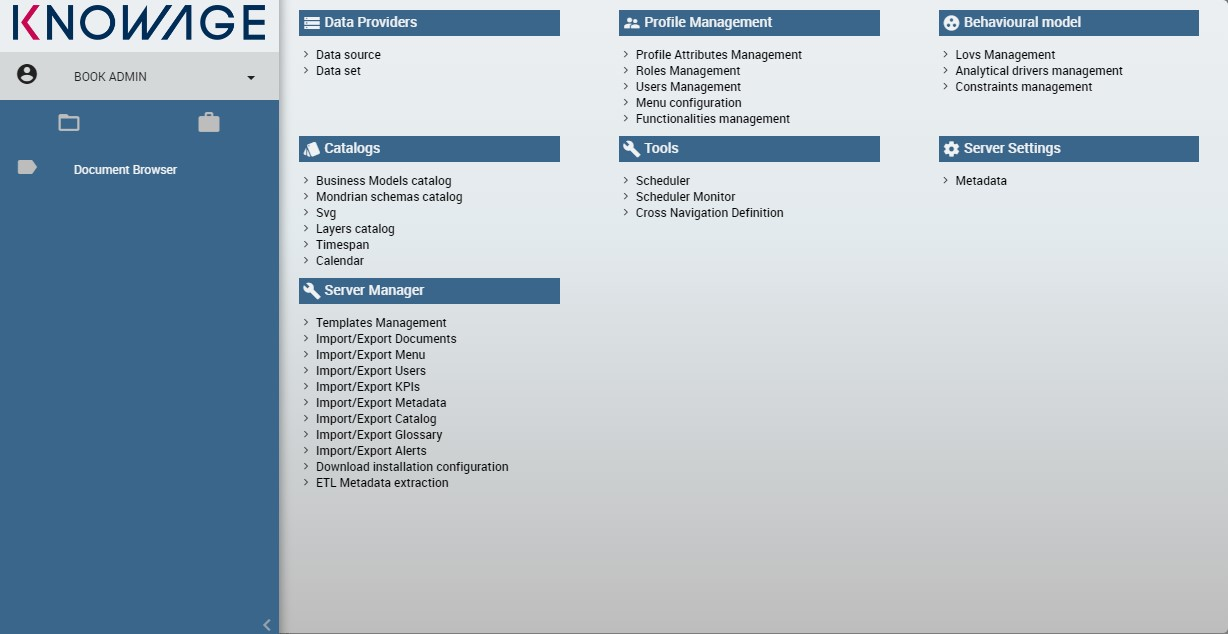 KNOWAGE
BOOK ADMIN
Document Browser
Data Providers
Data source
Data set
Profile Management
Profile Attributes Management
Roles Management
Users Management
Menu configuration
Functionalities management
Behavioural model
Lovs Management
Analytical drivers management
Constraints management
Catalogs
Business Models catalog
Mondrian schemas catalog
Svg
Layers catalog
Timespan
Calendar
Tools
Scheduler
Scheduler Monitor
Cross Navigation Definition
Server Settings
Metadata
Server Manager
Templates Management
Import/Export Documents
Import/Export Menu
Import/Export Users
Import/Export KPIs
Import/Export Metadata
Import/Export Catalog
Import/Export Glossary
Import/Export Alerts
Download installation configuration
ETL Metadata extraction